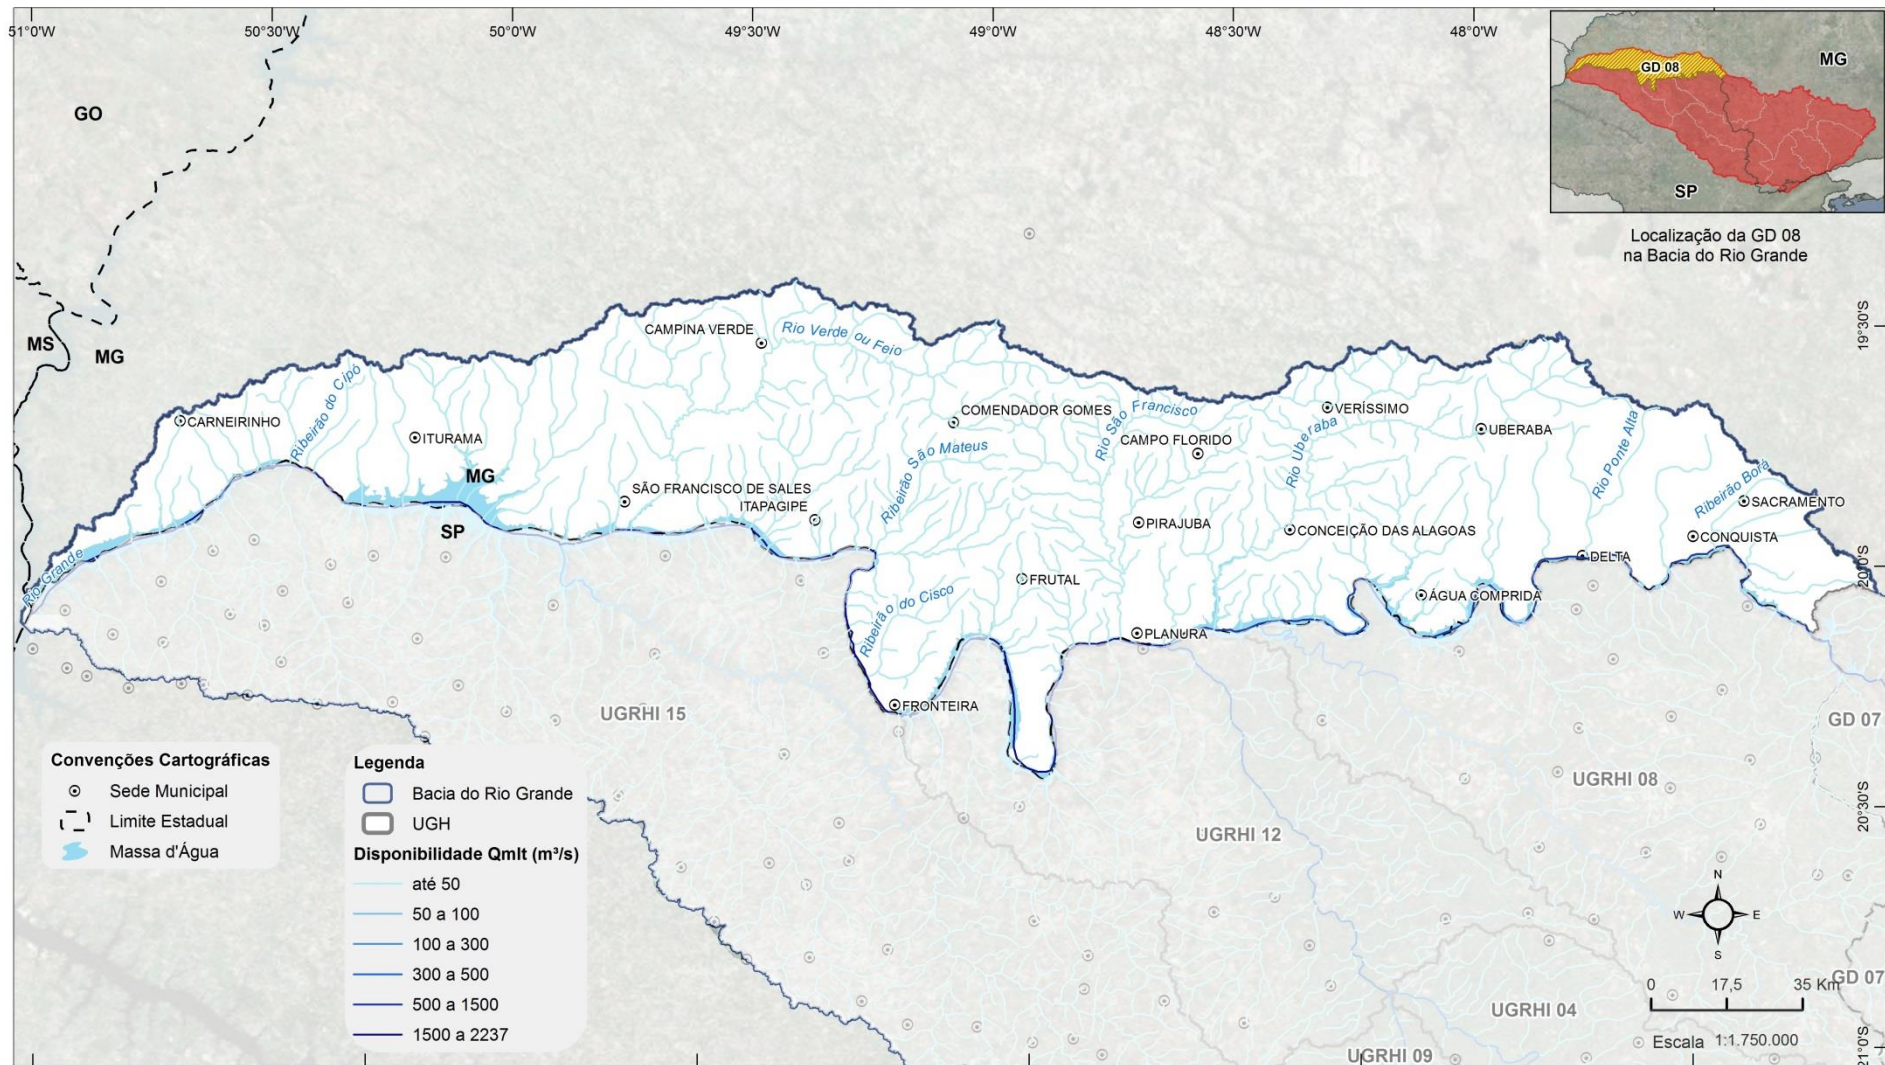 51°0'W
50°30'W
50°0'W
49°30'W
49°0'W
48°30'W
48°0'W
GD 08
MG
SP
Localização da GD 08
na Bacia do Rio Grande
GO
MS
MG
19°30'S
20°0'S
20°30'S
21°0'S
CAMPINA VERDE
Rio Verde ou Feio
CARNEIRINHO
Ribeirão do Cipó
ITURAMA
COMENDADOR GOMES
Rio São Francisco
CAMPO FLORIDO
VERÍSSIMO
Rio Uberaba
UBERABA
Rio Ponte Alta
Ribeirão São Mateus
MG
SP
SÃO FRANCISCO DE SALES
ITAPAGIPE
Ribeirão Borá
SACRAMENTO
PIRAJUBA
CONCEIÇÃO DAS ALAGOAS
CONQUISTA
DELTA
Rio Grande
FRUTAL
ÁGUA COMPRIDA
Ribeirão do Cisco
PLANURA
FRONTEIRA
UGRHI 15
GD 07
UGRHI 08
UGRHI 12
GD 07
UGRHI 04
UGRHI 09
Convenções Cartográficas
Sede Municipal
Limite Estadual
Massa d'Água
Legenda
Bacia do Rio Grande
UGH
Disponibilidade Qmlt (m³/s)
até 50
50 a 100
100 a 300
300 a 500
500 a 1500
1500 a 2237
N
W
E
S
0 17,5 35 Km
Escala 1:1.750.000